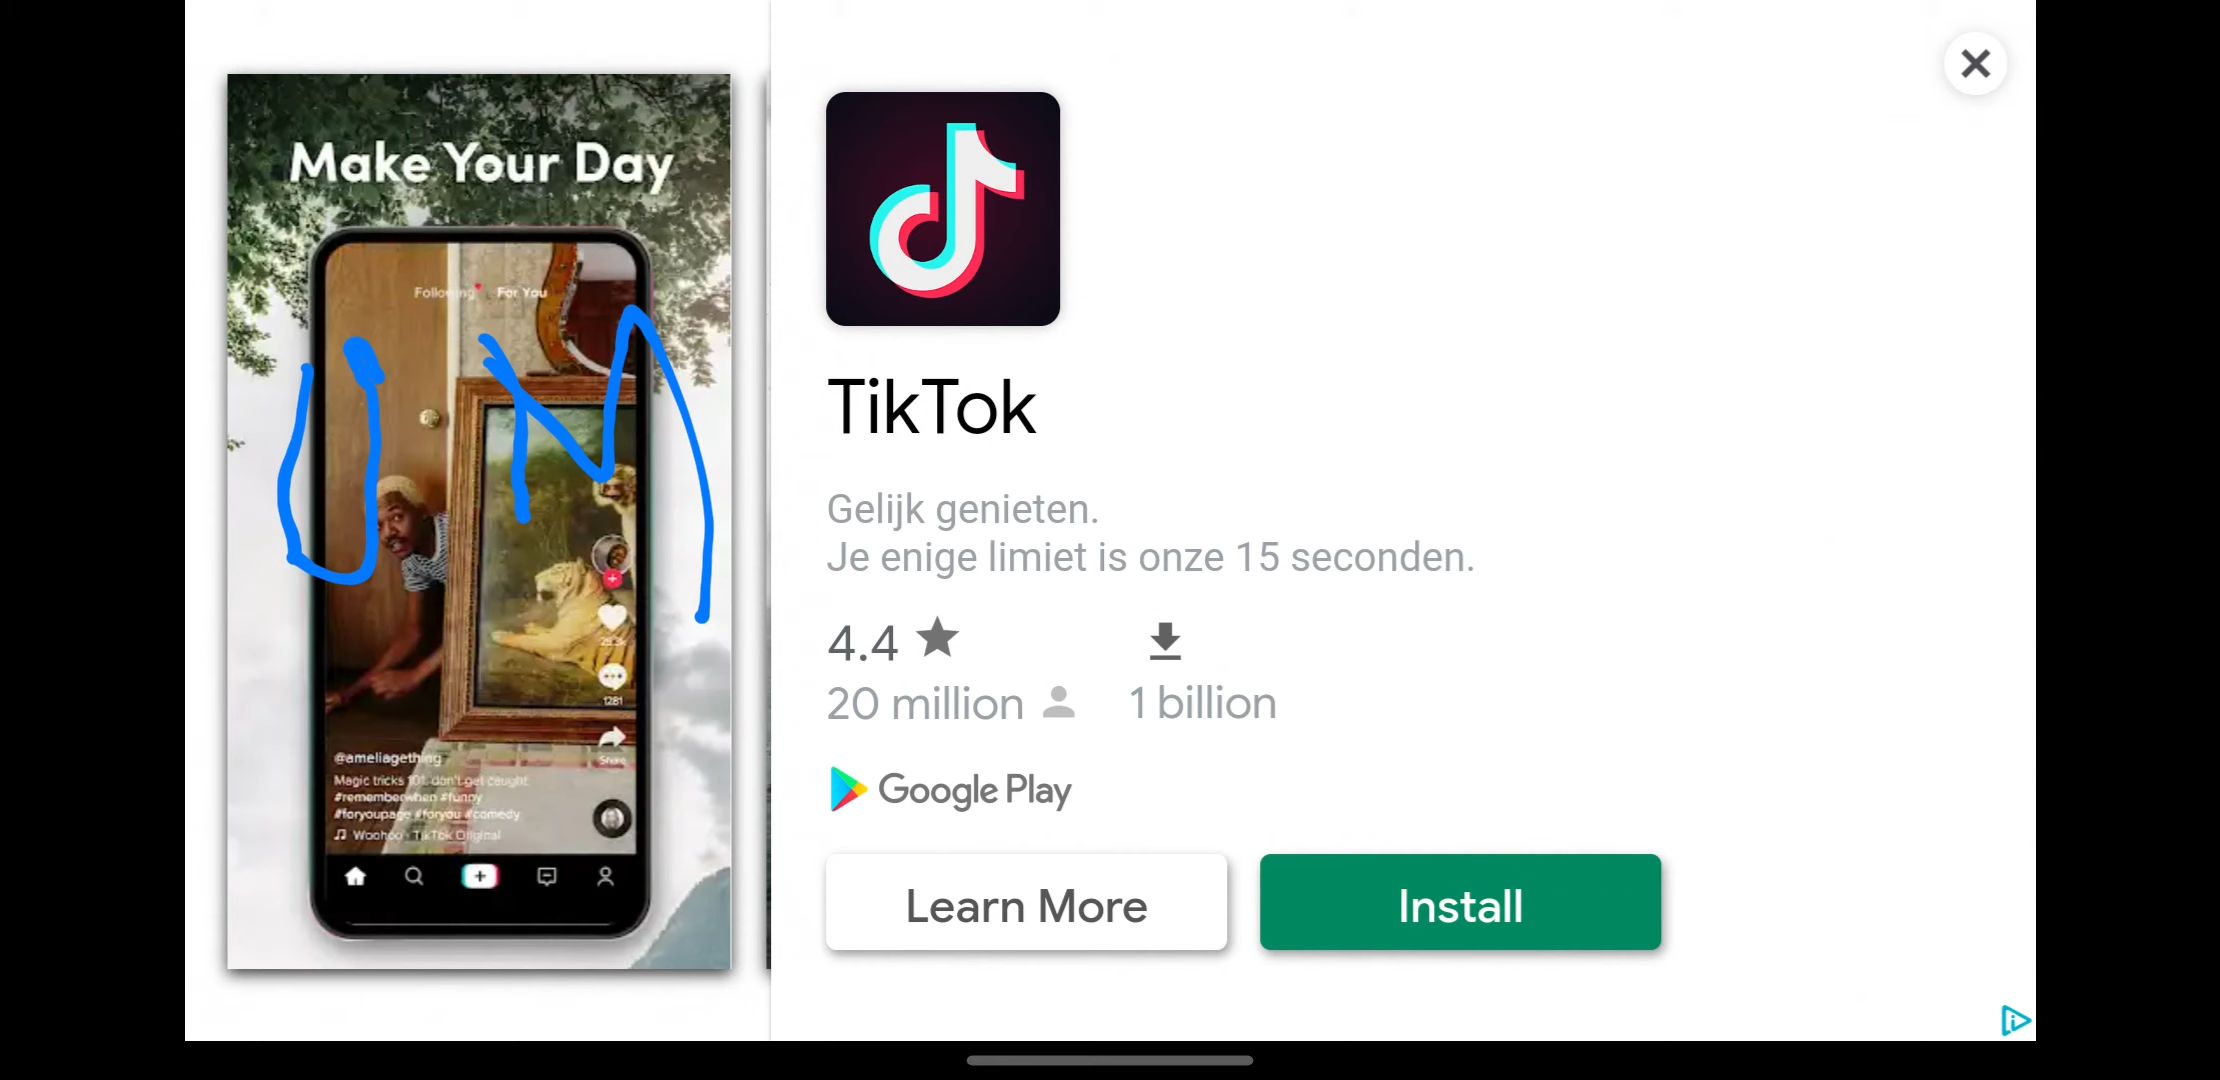 Make Your Day
Following For You
UM
1281
Share
@ameliagething
Magic tricks 101: don't get caught
#rememberwhen #funny
#foryoupage #foryou #comedy
Woohoo - TikTok Original
TikTok
Gelijk genieten.
Je enige limiet is onze 15 seconden.
4.4
20 million 1 billion
Google Play
Learn More Install